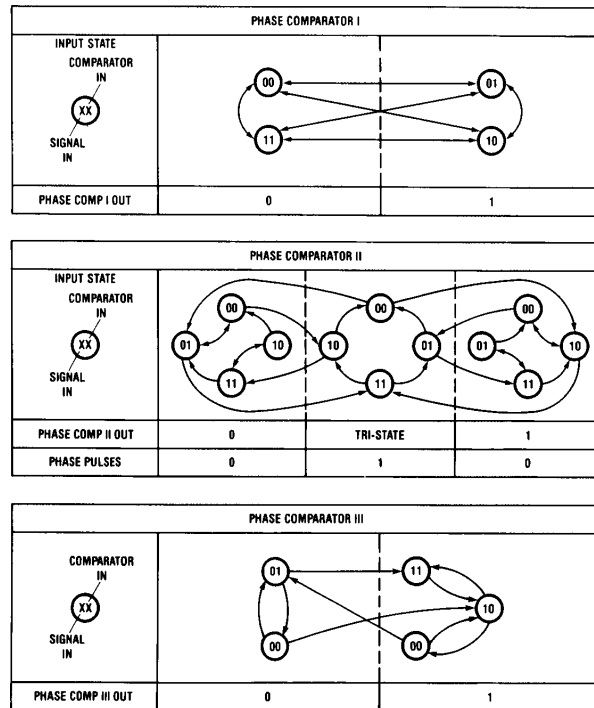 PHASE COMPARATOR I
INPUT STATE
COMPARATOR
IN
XX
SIGNAL
IN
00
01
11
10
PHASE COMP I OUT 0 1
PHASE COMPARATOR II
INPUT STATE
COMPARATOR
IN
XX
SIGNAL
IN
00 00 00
01 10 10 01 01 10
11 11 11
PHASE COMP II OUT 0 TRI-STATE 1
PHASE PULSES 0 1 0
PHASE COMPARATOR III
COMPARATOR
IN
XX
SIGNAL
IN
01 11
10
00 00
PHASE COMP III OUT 0 1